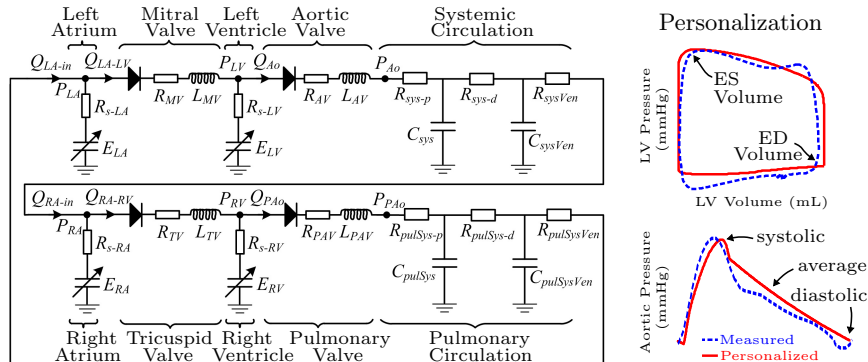 Left Atrium
Mitral Valve
Left Ventricle
Aortic Valve
Systemic Circulation
Q_LA-in
Q_LA-LV
P_LV
Q_Ao
P_Ao
P_LA
R_MV
L_MV
R_AV
L_AV
R_sys-p
R_sys-d
R_sysVen
R_s-LA
R_s-LV
C_sys
C_sysVen
E_LA
E_LV
Q_RA-in
Q_RA-RV
P_RV
Q_PAo
P_PAo
P_RA
R_TV
L_TV
R_PAV
L_PAV
R_pulSys-p
R_pulSys-d
R_pulSysVen
R_s-RA
R_s-RV
C_pulSys
C_pulSysVen
E_RA
E_RV
Right Atrium
Tricuspid Valve
Right Ventricle
Pulmonary Valve
Pulmonary Circulation
Personalization
LV Pressure
(mmHg)
ES
Volume
ED
Volume
LV Volume (mL)
Aortic Pressure
(mmHg)
systolic
average
diastolic
Measured
Personalized